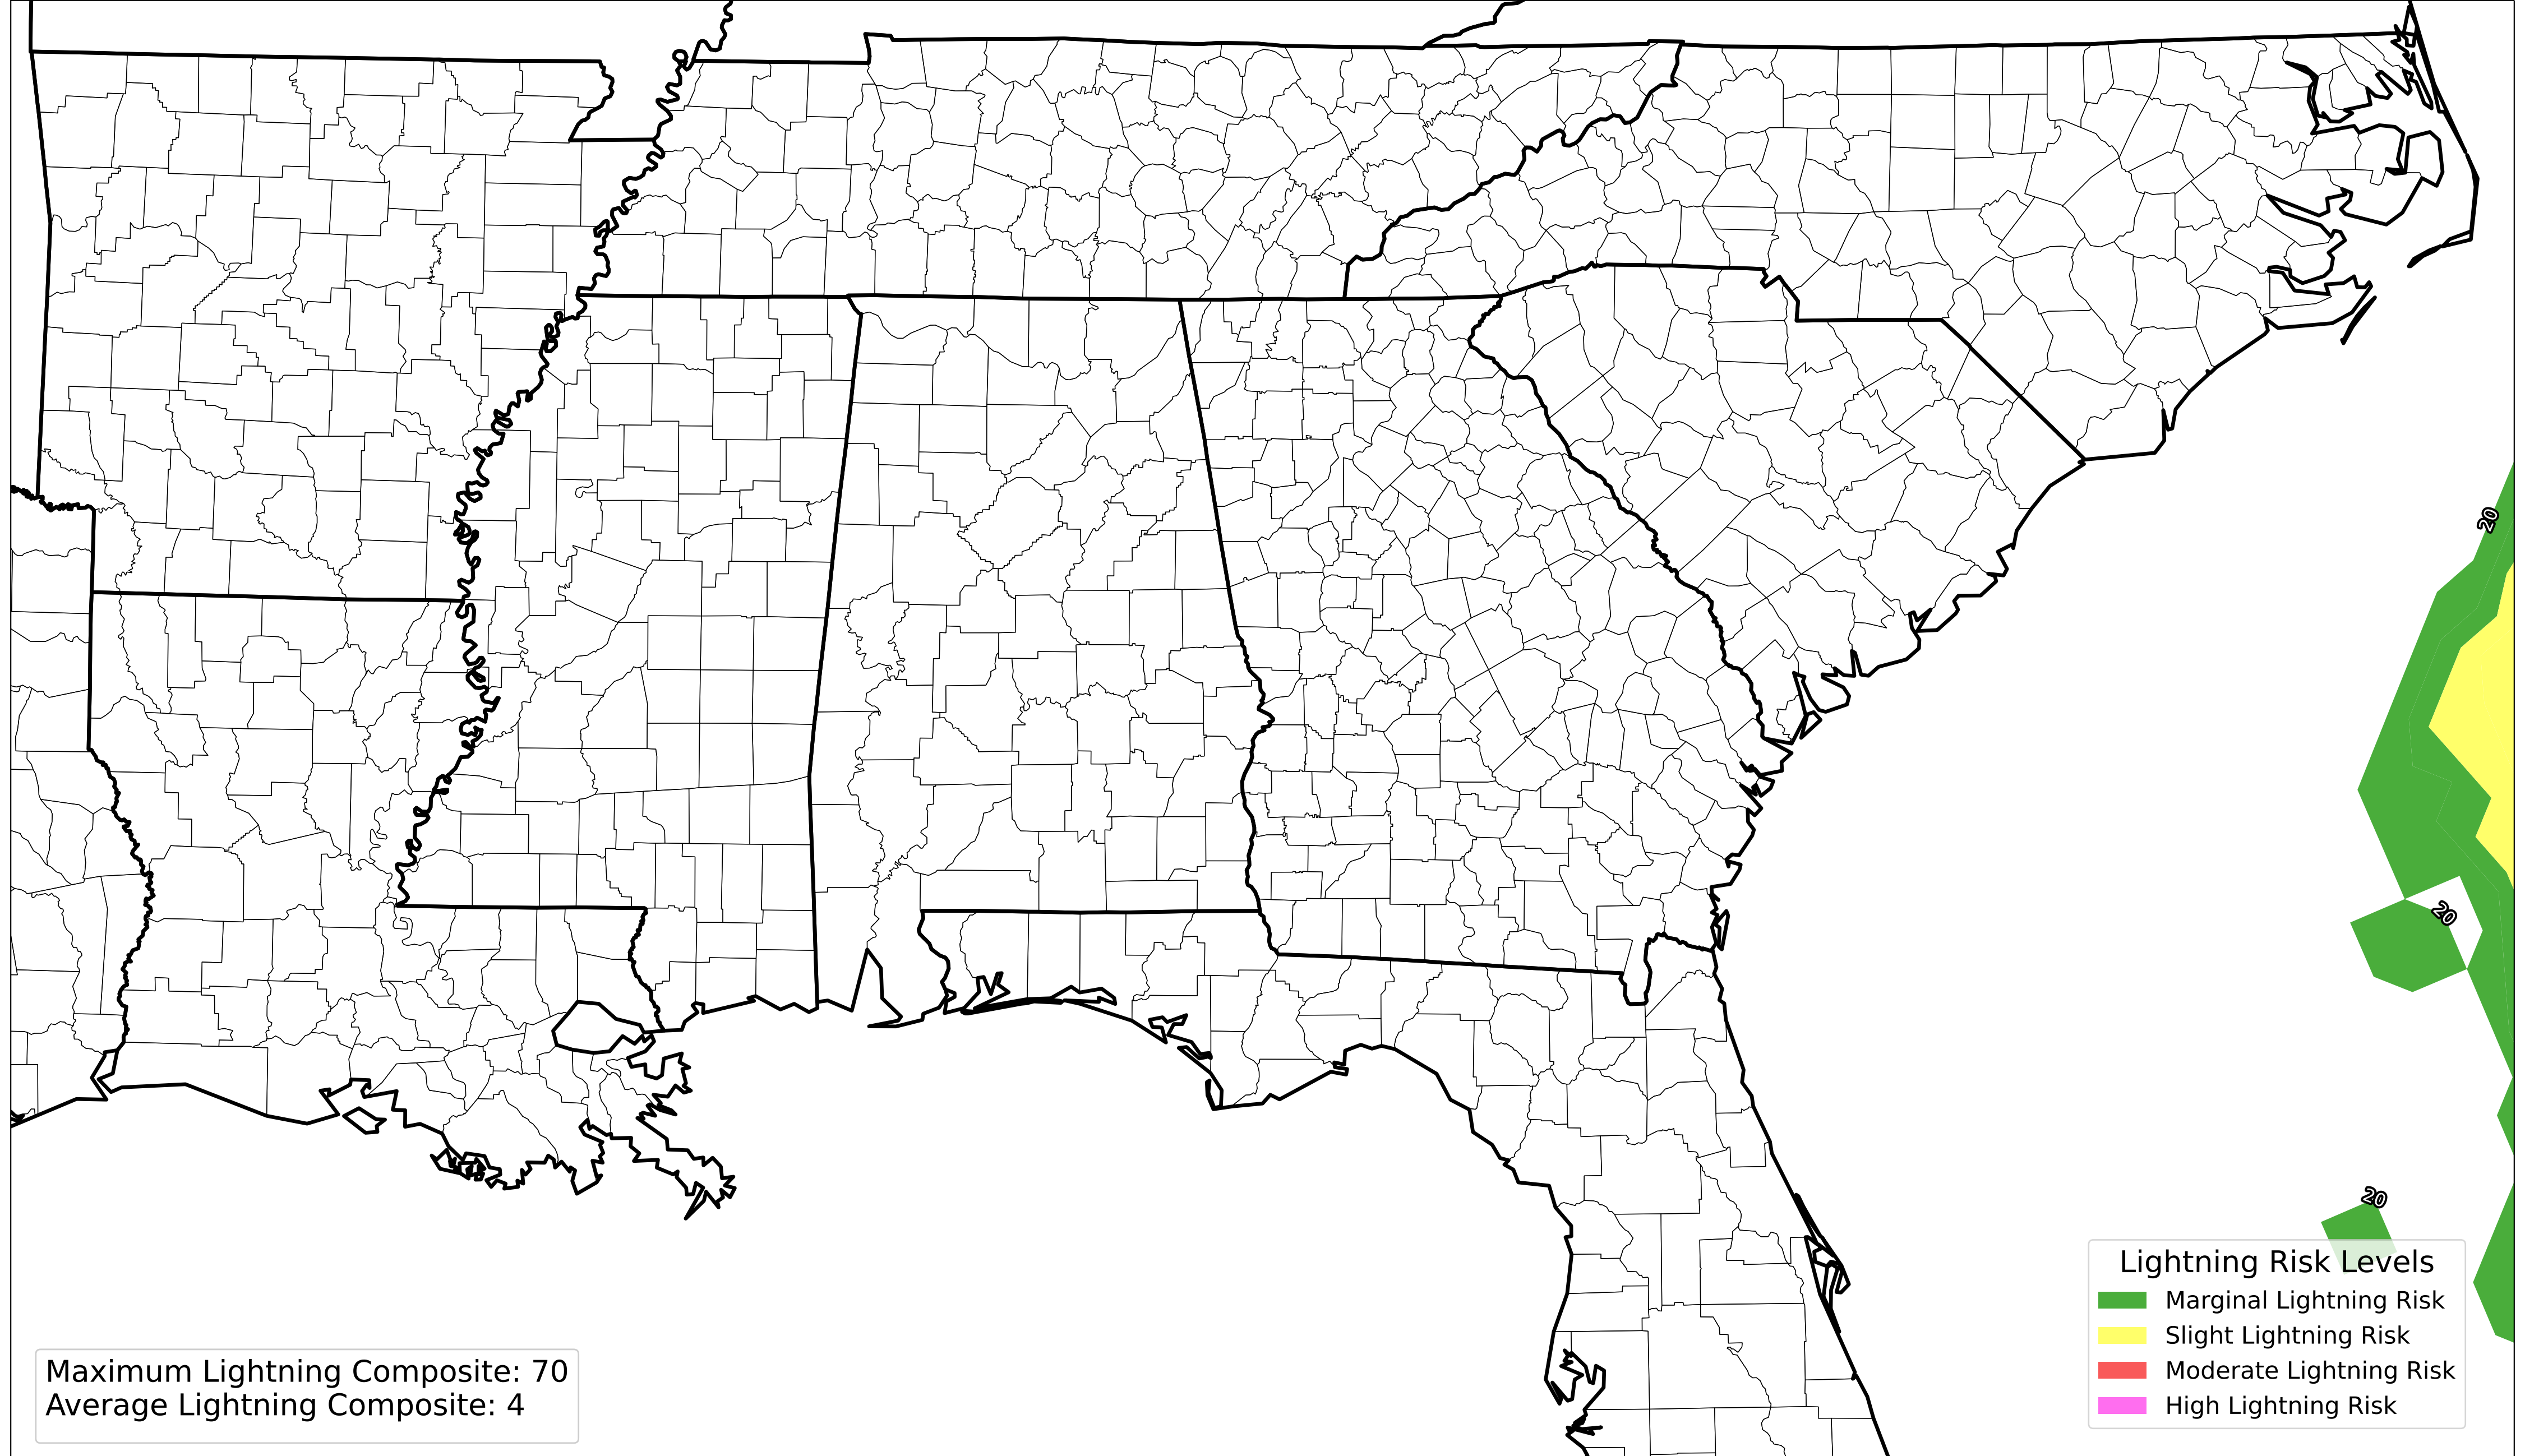 20
20
20
Lightning Risk Levels
Marginal Lightning Risk
Slight Lightning Risk
Moderate Lightning Risk
High Lightning Risk
Maximum Lightning Composite: 70
Average Lightning Composite: 4